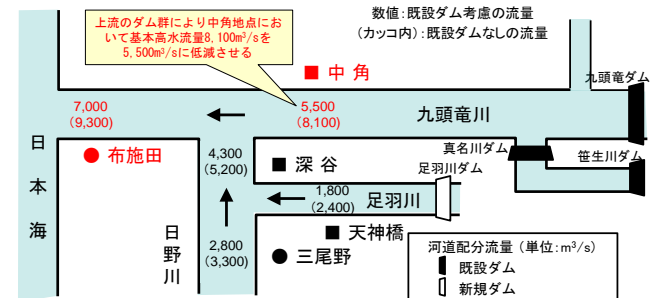 上流のダム群により中角地点に
おいて基本高水流量8,100m³/sを
5,500m³/sに低減させる
数値:既設ダム考慮の流量
(カッコ内):既設ダムなしの流量
■ 中 角
九頭竜ダム
7,000
(9,300)
5,500
(8,100)
九頭竜川
日本海
● 布施田
4,300
(5,200)
■ 深 谷
真名川ダム
笹生川ダム
足羽川ダム
1,800
(2,400)
足羽川
日野川
2,800
(3,300)
■ 天神橋
● 三尾野
河道配分流量 (単位:m³/s)
既設ダム
新規ダム